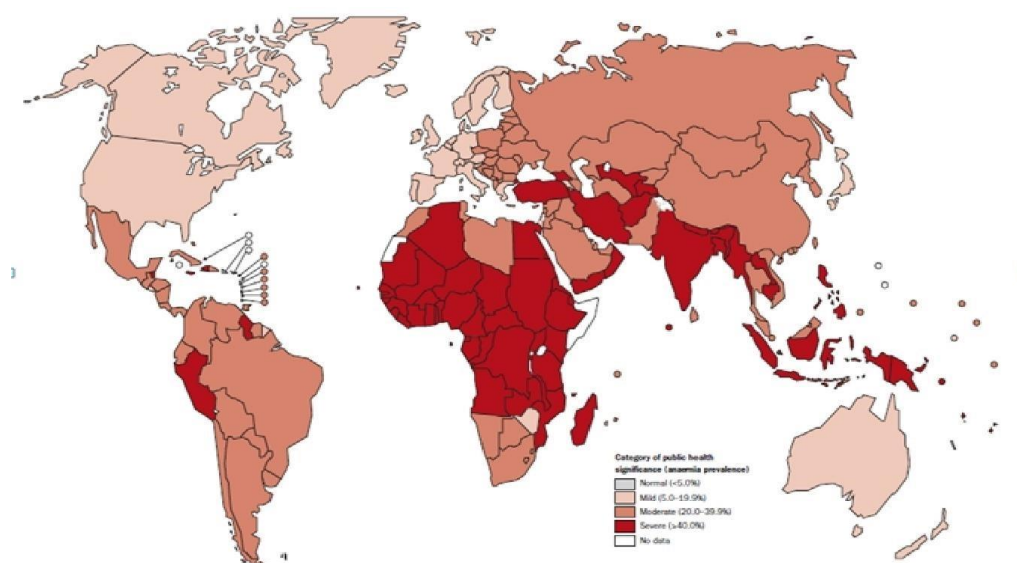 Category of public health
significance (anaemia prevalence)
Normal (<5.0%)
Mild (5.0–19.9%)
Moderate (20.0–39.9%)
Severe (≥40.0%)
No data